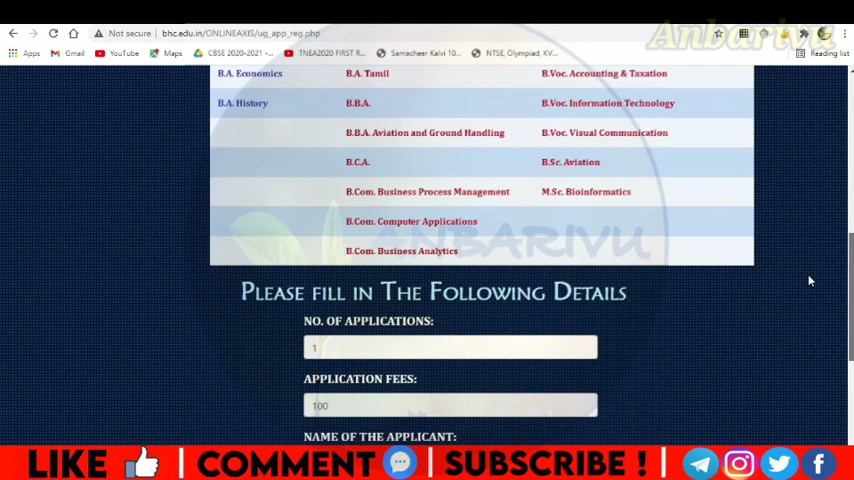 Not secure | bhc.edu.in/ONLINEAXIS/ug_app_reg.php
Anbarivu
Apps Gmail YouTube Maps CBSE 2020-2021 –... TNEA2020 FIRST R... Samacheer Kalvi 10... NTSE, Olympiad, KV... Reading list
B.A. Economics B.A. Tamil B.Voc. Accounting & Taxation
B.A. History B.B.A. B.Voc. Information Technology
B.B.A. Aviation and Ground Handling B.Voc. Visual Communication
B.C.A. B.Sc. Aviation
B.Com. Business Process Management M.Sc. Bioinformatics
B.Com. Computer Applications
ANBARIVU
B.Com. Business Analytics
PLEASE FILL IN THE FOLLOWING DETAILS
NO. OF APPLICATIONS:
1
APPLICATION FEES:
100
NAME OF THE APPLICANT:
LIKE | COMMENT | SUBSCRIBE ! |